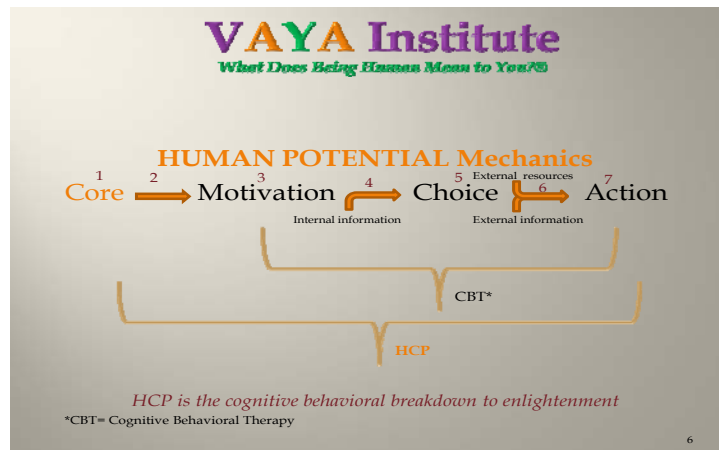 VAYA Institute
What Does Being Human Mean to You?®
HUMAN POTENTIAL Mechanics
1 2 3 4 5 External resources 6 7
Core Motivation Choice Action
Internal information External information
CBT*
HCP
HCP is the cognitive behavioral breakdown to enlightenment
*CBT= Cognitive Behavioral Therapy
6